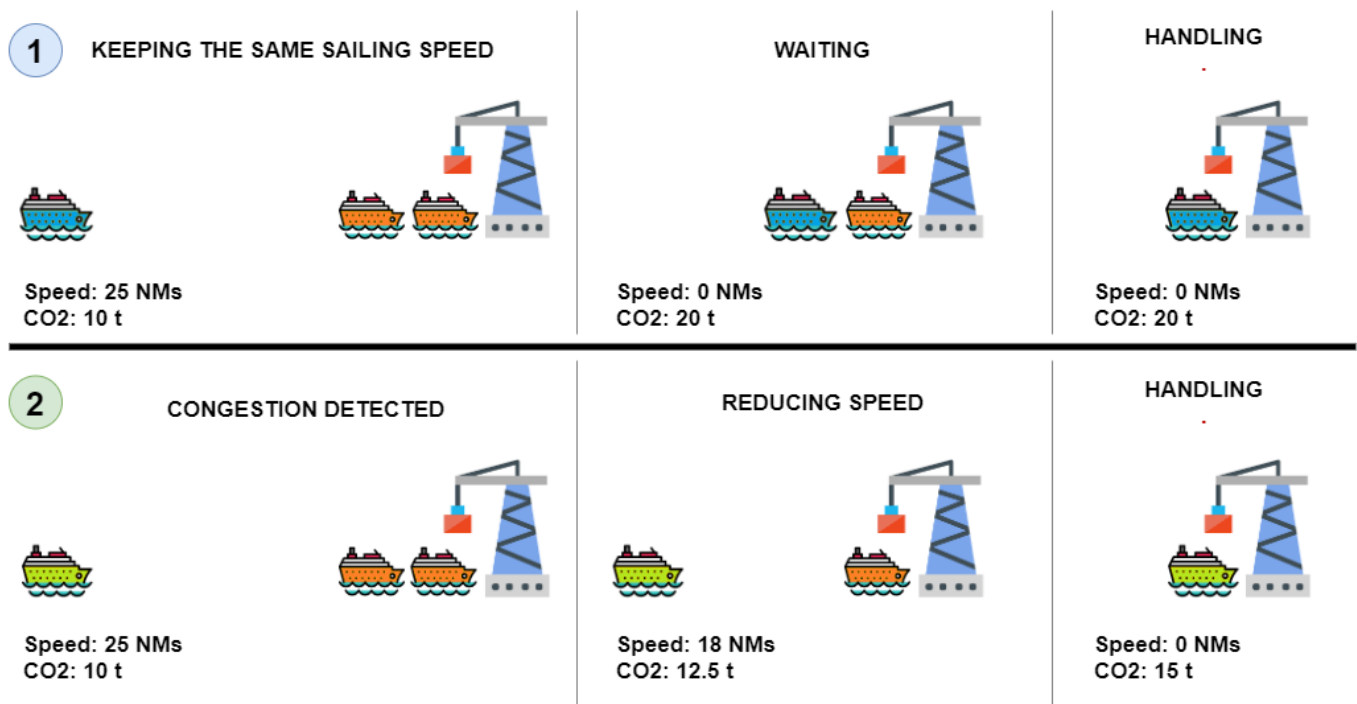 1
KEEPING THE SAME SAILING SPEED
WAITING
HANDLING
Speed: 25 NMs
CO2: 10 t
Speed: 0 NMs
CO2: 20 t
Speed: 0 NMs
CO2: 20 t
2
CONGESTION DETECTED
REDUCING SPEED
HANDLING
Speed: 25 NMs
CO2: 10 t
Speed: 18 NMs
CO2: 12.5 t
Speed: 0 NMs
CO2: 15 t